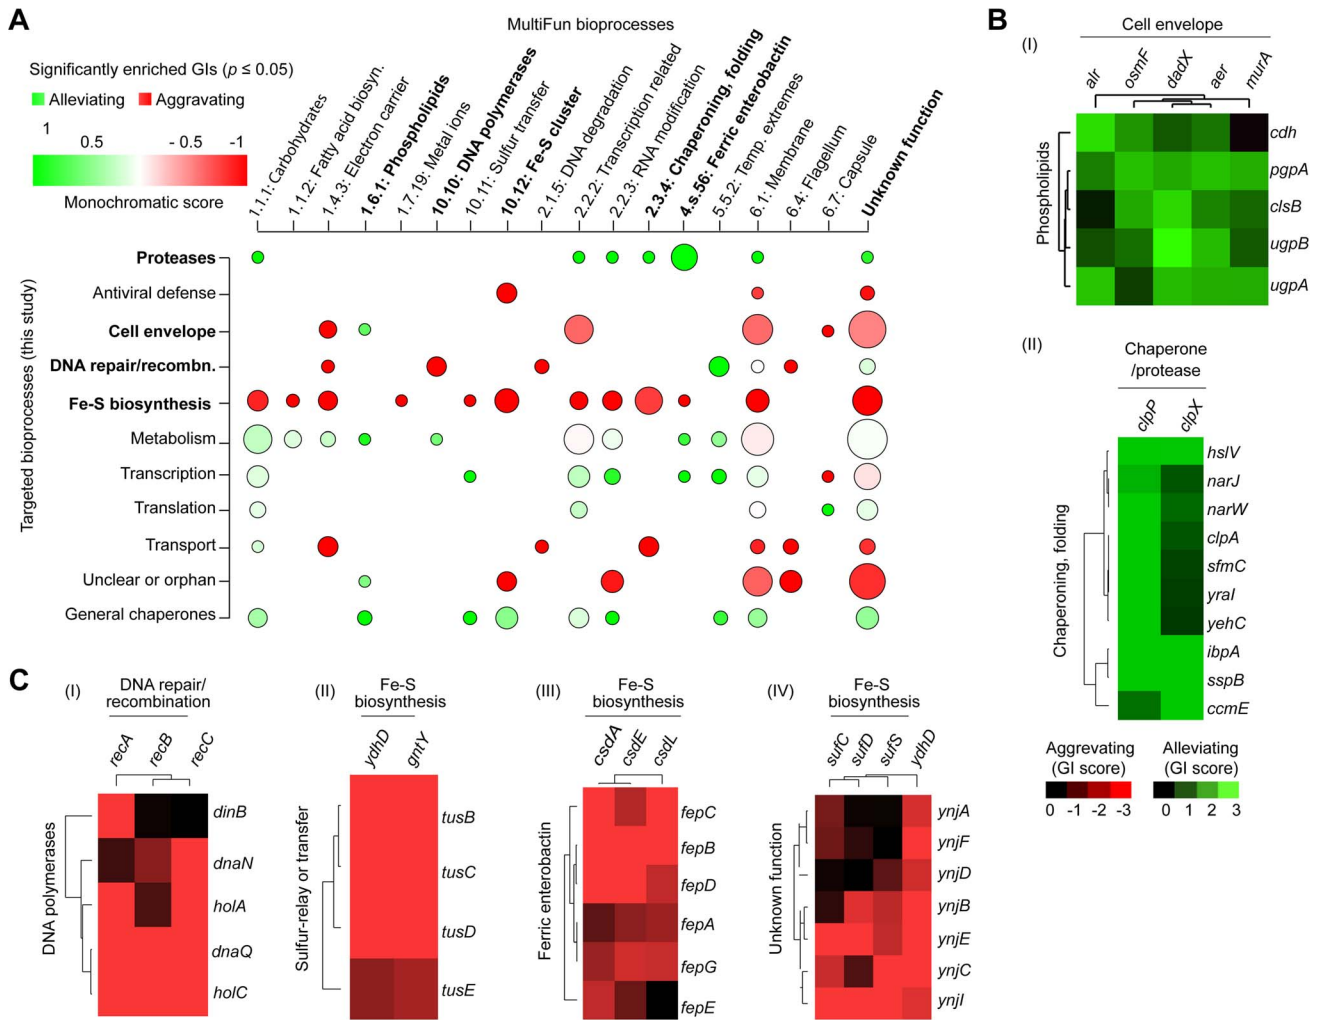 A
MultiFun bioprocesses
Significantly enriched GIs (p ≤ 0.05)
Alleviating
Aggravating
1
0.5
- 0.5
-1
Monochromatic score
1.1.1: Carbohydrates
1.1.2: Fatty acid biosyn.
1.4.3: Electron carrier
1.6.1: Phospholipids
1.7.19: Metal ions
10.10: DNA polymerases
10.11: Sulfur transfer
10.12: Fe-S cluster
2.1.5: DNA degradation
2.2.2: Transcription related
2.2.3: RNA modification
2.3.4: Chaperoning, folding
4.s.56: Ferric enterobactin
5.5.2: Temp. extremes
6.1: Membrane
6.4: Flagellum
6.7: Capsule
Unknown function
Targeted bioprocesses (this study)
Proteases
Antiviral defense
Cell envelope
DNA repair/recombn.
Fe-S biosynthesis
Metabolism
Transcription
Translation
Transport
Unclear or orphan
General chaperones
B
(I)
Cell envelope
alr
osmF
dadX
aer
murA
Phospholipids
cdh
pgpA
clsB
ugpB
ugpA
(II)
Chaperone
/protease
clpP
clpX
Chaperoning, folding
hslV
narJ
narW
clpA
sfmC
yraI
yehC
ibpA
sspB
ccmE
Aggrevating
(GI score)
0 -1 -2 -3
Alleviating
(GI score)
0 1 2 3
C
(I)
DNA repair/
recombination
recA
recB
recC
DNA polymerases
dinB
dnaN
holA
dnaQ
holC
(II)
Fe-S
biosynthesis
ydhD
gntY
Sulfur-relay or transfer
tusB
tusC
tusD
tusE
(III)
Fe-S
biosynthesis
csdA
csdE
csdL
Ferric enterobactin
fepC
fepB
fepD
fepA
fepG
fepE
(IV)
Fe-S
biosynthesis
sufC
sufD
sufS
ydhD
Unknown function
ynjA
ynjF
ynjD
ynjB
ynjE
ynjC
ynjI